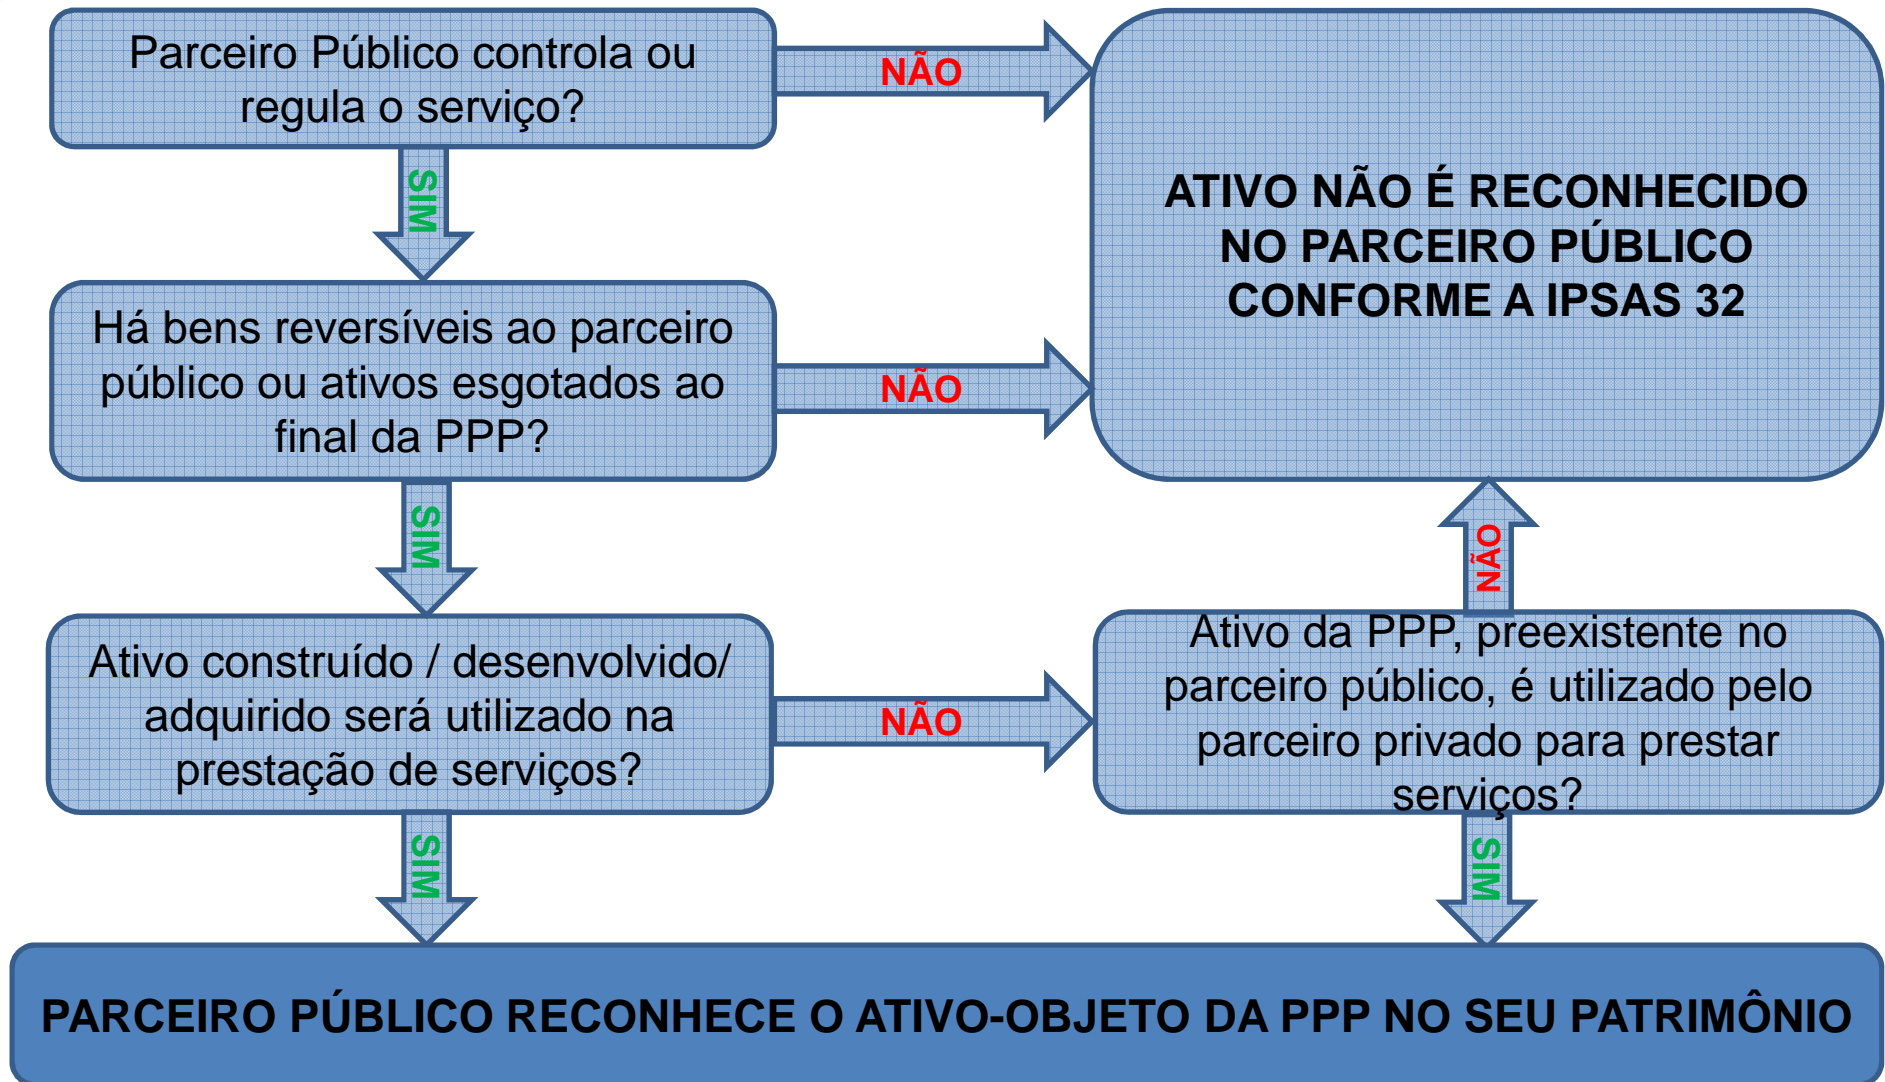 Parceiro Público controla ou
regula o serviço?
NÃO
ATIVO NÃO É RECONHECIDO
NO PARCEIRO PÚBLICO
CONFORME A IPSAS 32
SIM
Há bens reversíveis ao parceiro
público ou ativos esgotados ao
final da PPP?
NÃO
SIM
Ativo construído / desenvolvido/
adquirido será utilizado na
prestação de serviços?
NÃO
NÃO
Ativo da PPP, preexistente no
parceiro público, é utilizado pelo
parceiro privado para prestar
serviços?
SIM
SIM
PARCEIRO PÚBLICO RECONHECE O ATIVO-OBJETO DA PPP NO SEU PATRIMÔNIO